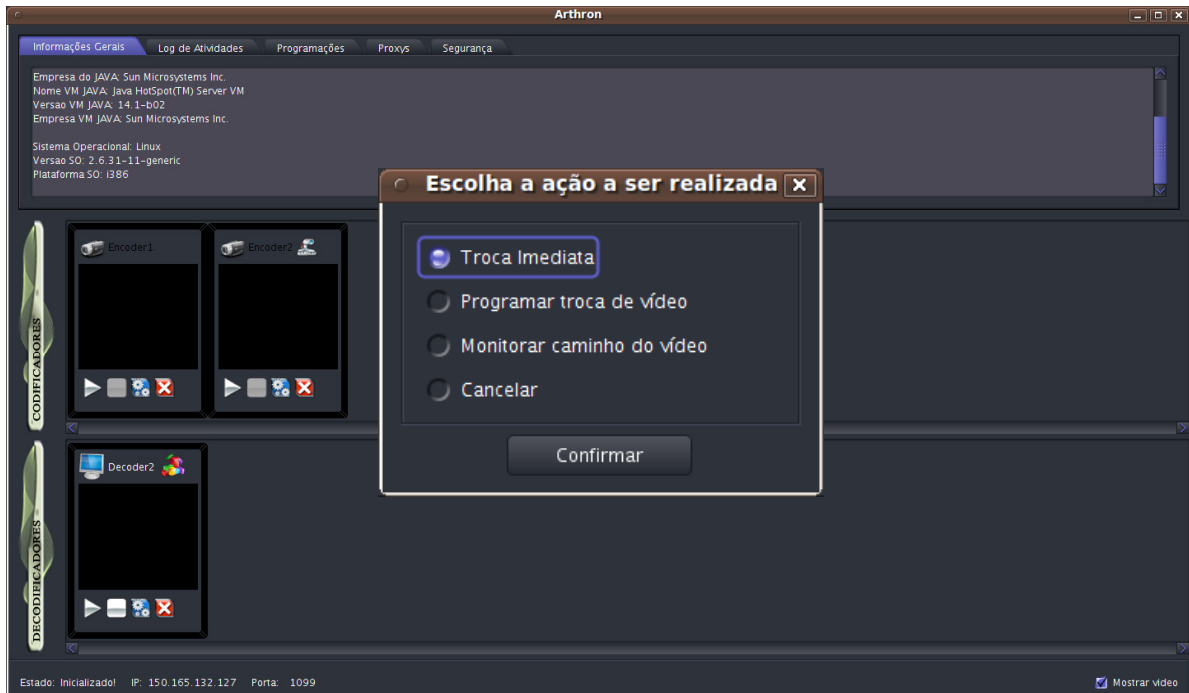 Arthron
Informações Gerais
Log de Atividades
Programações
Proxys
Segurança
Empresa do JAVA: Sun Microsystems Inc.
Nome VM JAVA: Java HotSpot(TM) Server VM
Versao VM JAVA: 14.1-b02
Empresa VM JAVA: Sun Microsystems Inc.
Sistema Operacional: Linux
Versao SO: 2.6.31-11-generic
Plataforma SO: i386
Escolha a ação a ser realizada
Troca Imediata
Programar troca de vídeo
Monitorar caminho do vídeo
Cancelar
Confirmar
CODIFICADORES
Encoder1
Encoder2
DECODIFICADORES
Decoder2
Estado: Inicializado! IP: 150.165.132.127 Porta: 1099
Mostrar video